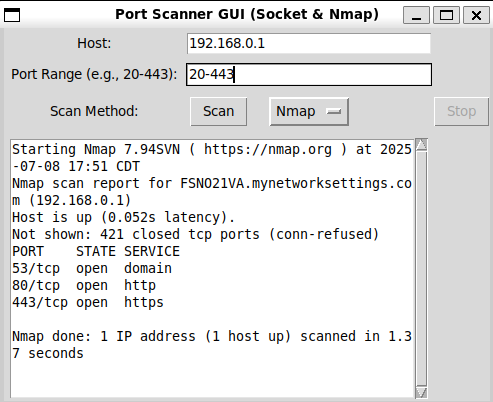 Port Scanner GUI (Socket & Nmap)
Host: 192.168.0.1
Port Range (e.g., 20-443): 20-443
Scan Method: Scan Nmap Stop
Starting Nmap 7.94SVN ( https://nmap.org ) at 2025
-07-08 17:51 CDT
Nmap scan report for FSNO21VA.mynetworksettings.co
m (192.168.0.1)
Host is up (0.052s latency).
Not shown: 421 closed tcp ports (conn-refused)
PORT    STATE SERVICE
53/tcp  open  domain
80/tcp  open  http
443/tcp open  https
Nmap done: 1 IP address (1 host up) scanned in 1.3
7 seconds